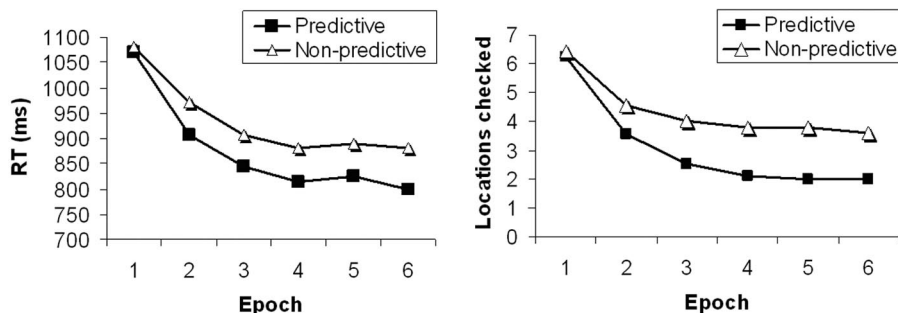 Predictive
Non-predictive
1100
1050
1000
950
900
850
800
750
700
RT (ms)
1 2 3 4 5 6
Epoch
Predictive
Non-predictive
7
6
5
4
3
2
1
0
Locations checked
1 2 3 4 5 6
Epoch